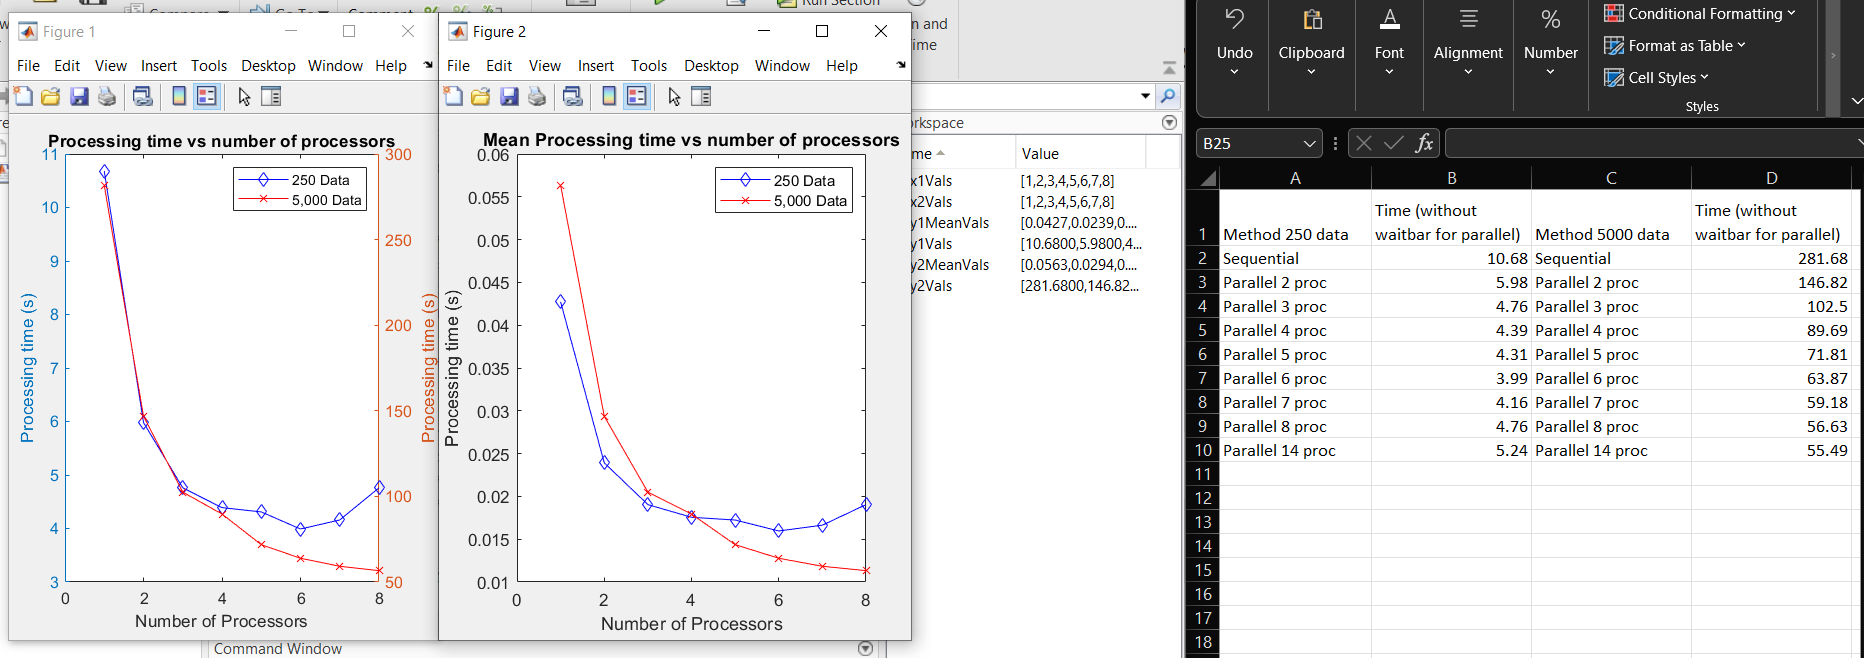 Figure 1
File Edit View Insert Tools Desktop Window Help
Processing time vs number of processors
250 Data
5,000 Data
11
10
9
8
7
6
5
4
3
Processing time (s)
300
250
200
150
100
50
Processing time (s)
0 2 4 6 8
Number of Processors
Figure 2
File Edit View Insert Tools Desktop Window Help
Mean Processing time vs number of processors
250 Data
5,000 Data
0.06
0.055
0.05
0.045
0.04
0.035
0.03
0.025
0.02
0.015
0.01
Processing time (s)
0 2 4 6 8
Number of Processors
Command Window
Run Section
n and
ime
orkspace
me Value
x1Vals [1,2,3,4,5,6,7,8]
x2Vals [1,2,3,4,5,6,7,8]
y1MeanVals [0.0427,0.0239,0....
y1Vals [10.6800,5.9800,4...
y2MeanVals [0.0563,0.0294,0....
y2Vals [281.6800,146.82...
Undo Clipboard Font Alignment Number
Conditional Formatting
Format as Table
Cell Styles
Styles
B25 fx
A B C D
1 Method 250 data Time (without waitbar for parallel) Method 5000 data Time (without waitbar for parallel)
2 Sequential 10.68 Sequential 281.68
3 Parallel 2 proc 5.98 Parallel 2 proc 146.82
4 Parallel 3 proc 4.76 Parallel 3 proc 102.5
5 Parallel 4 proc 4.39 Parallel 4 proc 89.69
6 Parallel 5 proc 4.31 Parallel 5 proc 71.81
7 Parallel 6 proc 3.99 Parallel 6 proc 63.87
8 Parallel 7 proc 4.16 Parallel 7 proc 59.18
9 Parallel 8 proc 4.76 Parallel 8 proc 56.63
10 Parallel 14 proc 5.24 Parallel 14 proc 55.49
11
12
13
14
15
16
17
18